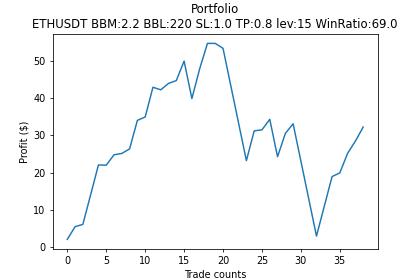 Portfolio
ETHUSDT BBM:2.2 BBL:220 SL:1.0 TP:0.8 lev:15 WinRatio:69.0
50
40
30
20
10
0
Profit ($)
0 5 10 15 20 25 30 35
Trade counts